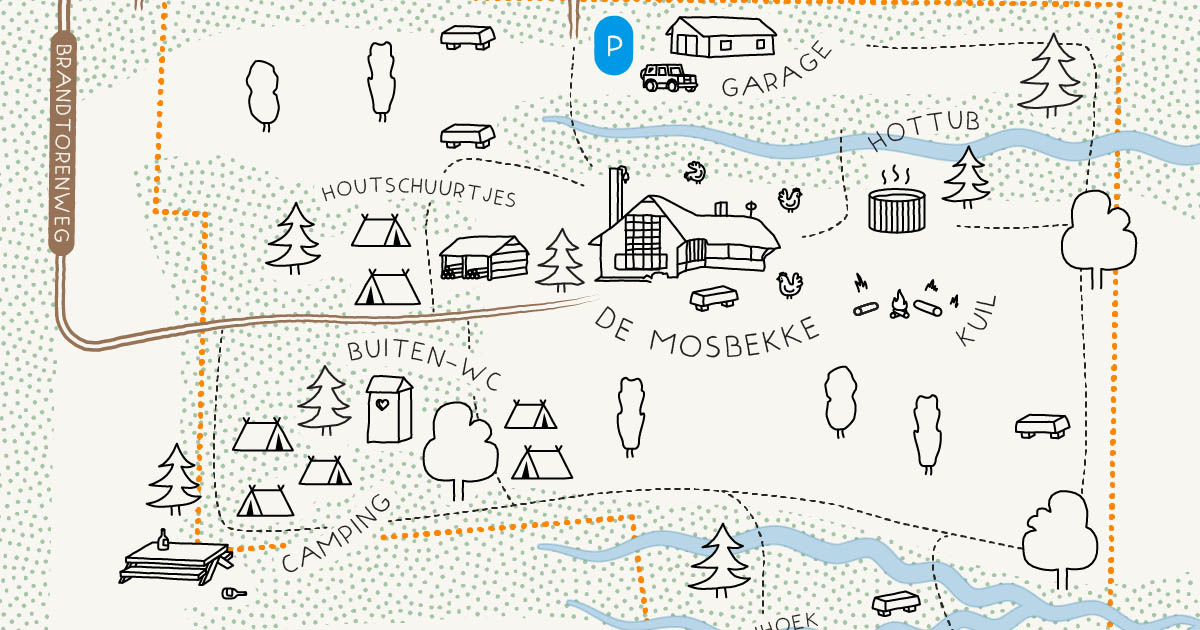 BRANDTORENWEG
P
GARAGE
HOTTUB
HOUTSCHUURTJES
DE MOSBEKKE
KUIL
BUITEN-WC
CAMPING